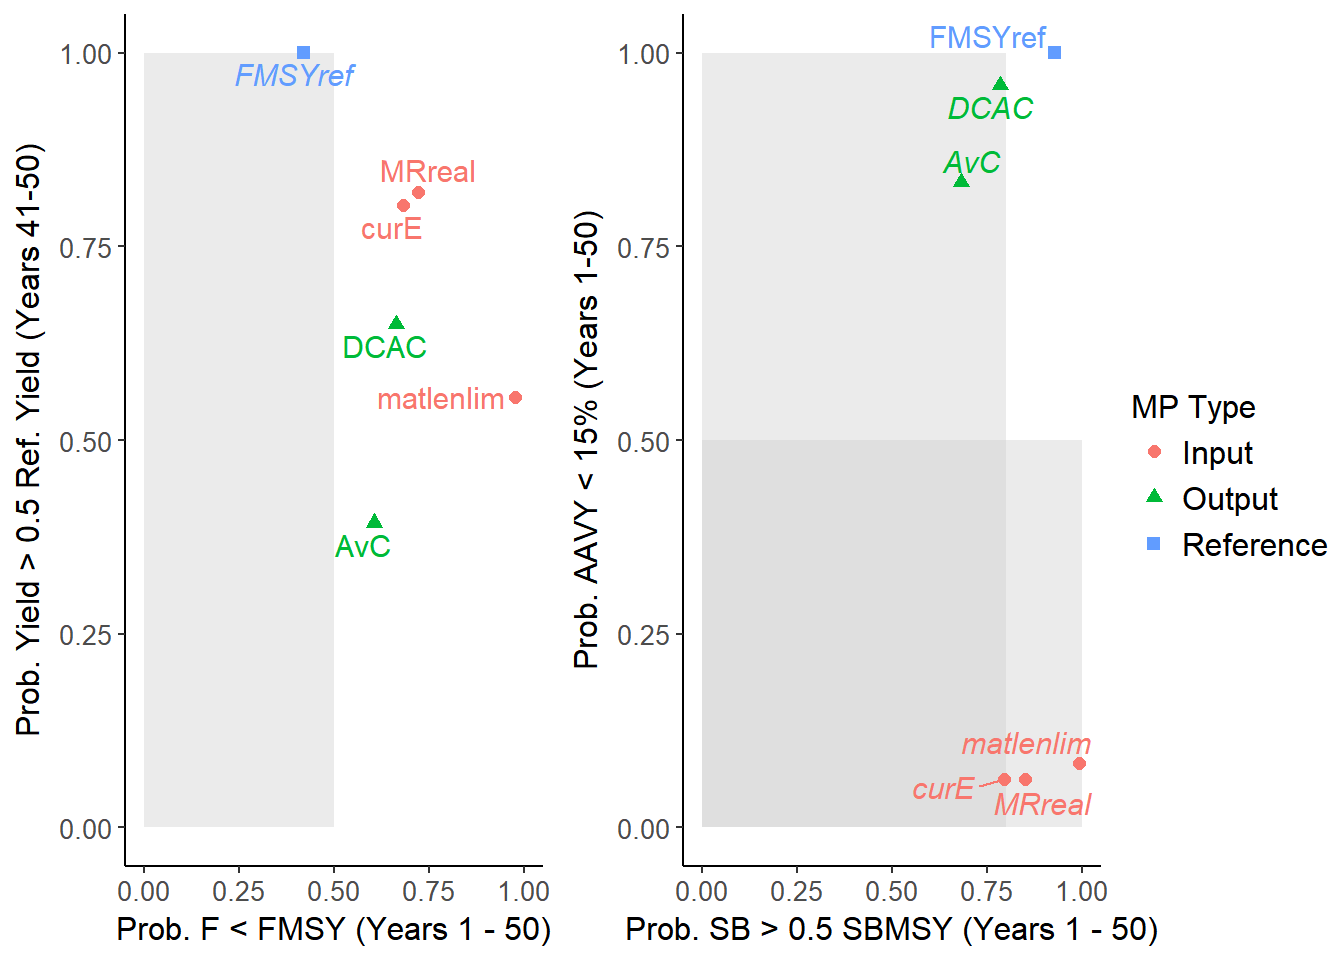 Prob. Yield > 0.5 Ref. Yield (Years 41-50)
1.00
0.75
0.50
0.25
0.00
FMSYref
MRreal
curE
DCAC
matlenlim
AvC
0.00 0.25 0.50 0.75 1.00
Prob. F < FMSY (Years 1 - 50)
Prob. AAVY < 15% (Years 1-50)
1.00
0.75
0.50
0.25
0.00
FMSYref
DCAC
AvC
matlenlim
curE
MRreal
0.00 0.25 0.50 0.75 1.00
Prob. SB > 0.5 SBMSY (Years 1 - 50)
MP Type
Input
Output
Reference